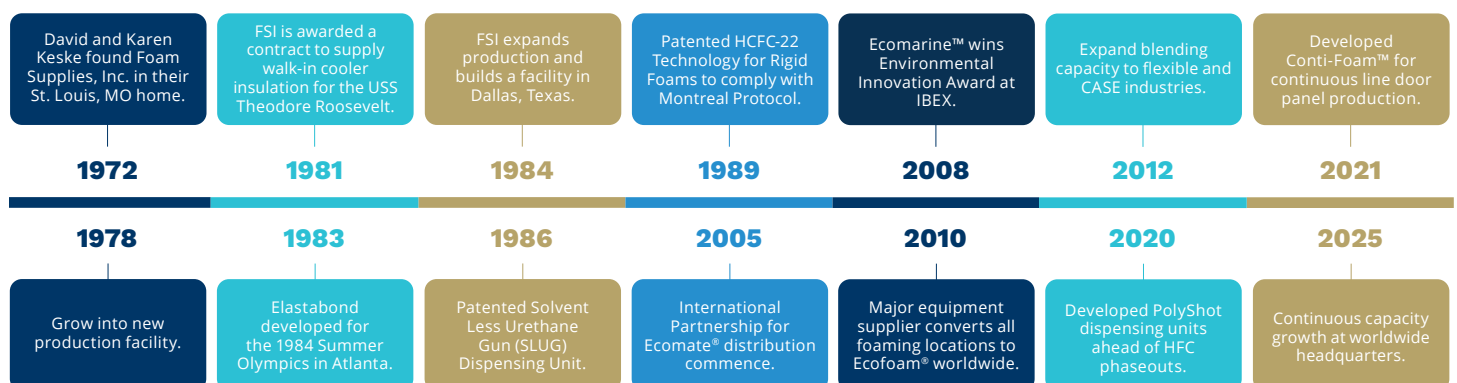 David and Karen
Keske found Foam
Supplies, Inc. in their
St. Louis, MO home.
1972
FSI is awarded a
contract to supply
walk-in cooler
insulation for the USS
Theodore Roosevelt.
1981
FSI expands
production and
builds a facility in
Dallas, Texas.
1984
Patented HCFC-22
Technology for Rigid
Foams to comply with
Montreal Protocol.
1989
Ecomarine™ wins
Environmental
Innovation Award at
IBEX.
2008
Expand blending
capacity to flexible and
CASE industries.
2012
Developed
Conti-Foam™ for
continuous line door
panel production.
2021
1978
Grow into new
production facility.
1983
Elastabond
developed for
the 1984 Summer
Olympics in Atlanta.
1986
Patented Solvent
Less Urethane
Gun (SLUG)
Dispensing Unit.
2005
International
Partnership for
Ecomate® distribution
commence.
2010
Major equipment
supplier converts all
foaming locations to
Ecofoam® worldwide.
2020
Developed PolyShot
dispensing units
ahead of HFC
phaseouts.
2025
Continuous capacity
growth at worldwide
headquarters.